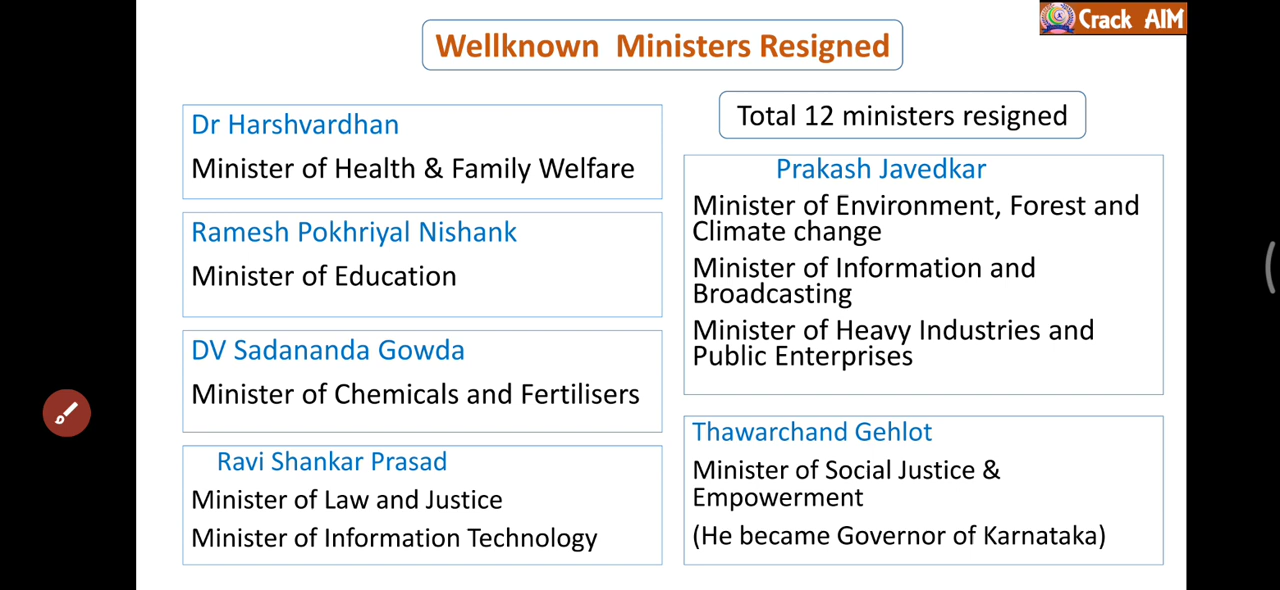 Crack AIM
Wellknown Ministers Resigned
Dr Harshvardhan
Minister of Health & Family Welfare
Ramesh Pokhriyal Nishank
Minister of Education
DV Sadananda Gowda
Minister of Chemicals and Fertilisers
Ravi Shankar Prasad
Minister of Law and Justice
Minister of Information Technology
Total 12 ministers resigned
Prakash Javedkar
Minister of Environment, Forest and
Climate change
Minister of Information and
Broadcasting
Minister of Heavy Industries and
Public Enterprises
Thawarchand Gehlot
Minister of Social Justice &
Empowerment
(He became Governor of Karnataka)